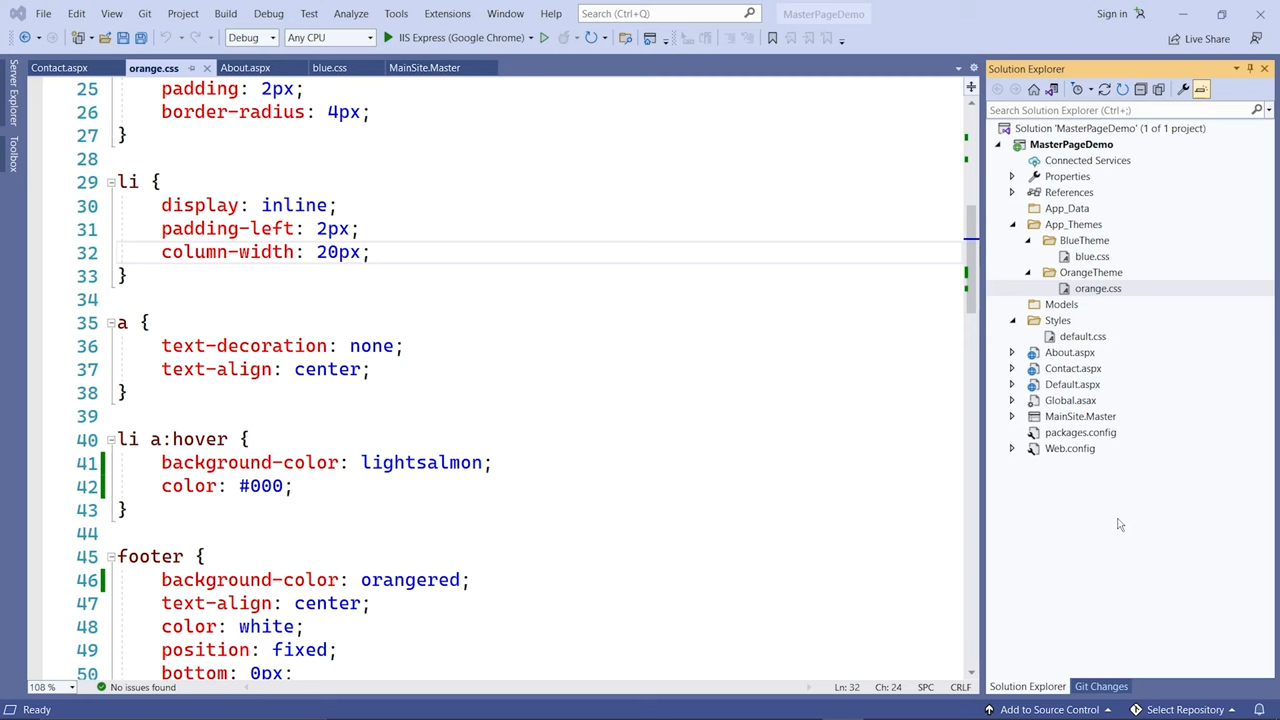 File Edit View Git Project Build Debug Test Analyze Tools Extensions Window Help Search (Ctrl+Q) MasterPageDemo Sign in
Debug Any CPU IIS Express (Google Chrome) Live Share
Server Explorer
Toolbox
Contact.aspx orange.css About.aspx blue.css MainSite.Master
25 padding: 2px;
26 border-radius: 4px;
27 }
28
29 li {
30 display: inline;
31 padding-left: 2px;
32 column-width: 20px;
33 }
34
35 a {
36 text-decoration: none;
37 text-align: center;
38 }
39
40 li a:hover {
41 background-color: lightsalmon;
42 color: #000;
43 }
44
45 footer {
46 background-color: orangered;
47 text-align: center;
48 color: white;
49 position: fixed;
50 bottom: 0px;
108 % No issues found Ln: 32 Ch: 24 SPC CRLF
Solution Explorer
Search Solution Explorer (Ctrl+;)
Solution 'MasterPageDemo' (1 of 1 project)
MasterPageDemo
Connected Services
Properties
References
App_Data
App_Themes
BlueTheme
blue.css
OrangeTheme
orange.css
Models
Styles
default.css
About.aspx
Contact.aspx
Default.aspx
Global.asax
MainSite.Master
packages.config
Web.config
Solution Explorer Git Changes
Ready Add to Source Control Select Repository